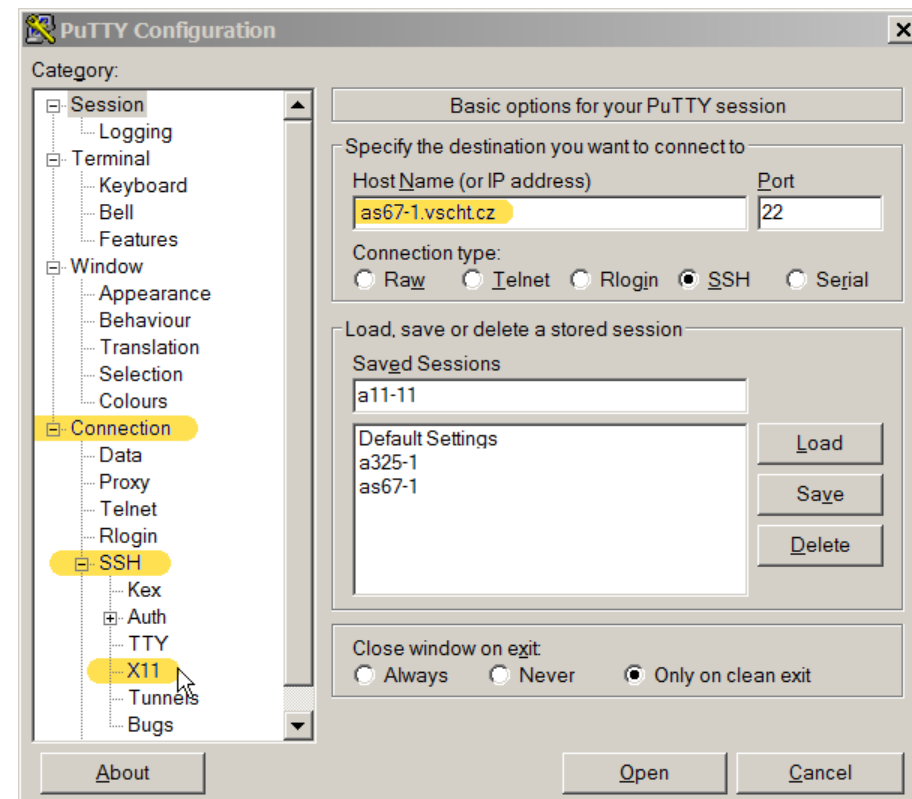 PuTTY Configuration
Category:
Session
Logging
Terminal
Keyboard
Bell
Features
Window
Appearance
Behaviour
Translation
Selection
Colours
Connection
Data
Proxy
Telnet
Rlogin
SSH
Kex
Auth
TTY
X11
Tunnels
Bugs
Basic options for your PuTTY session
Specify the destination you want to connect to
Host Name (or IP address) Port
as67-1.vscht.cz 22
Connection type:
Raw Telnet Rlogin SSH Serial
Load, save or delete a stored session
Saved Sessions
a11-11
Default Settings
a325-1
as67-1
Load
Save
Delete
Close window on exit:
Always Never Only on clean exit
About Open Cancel